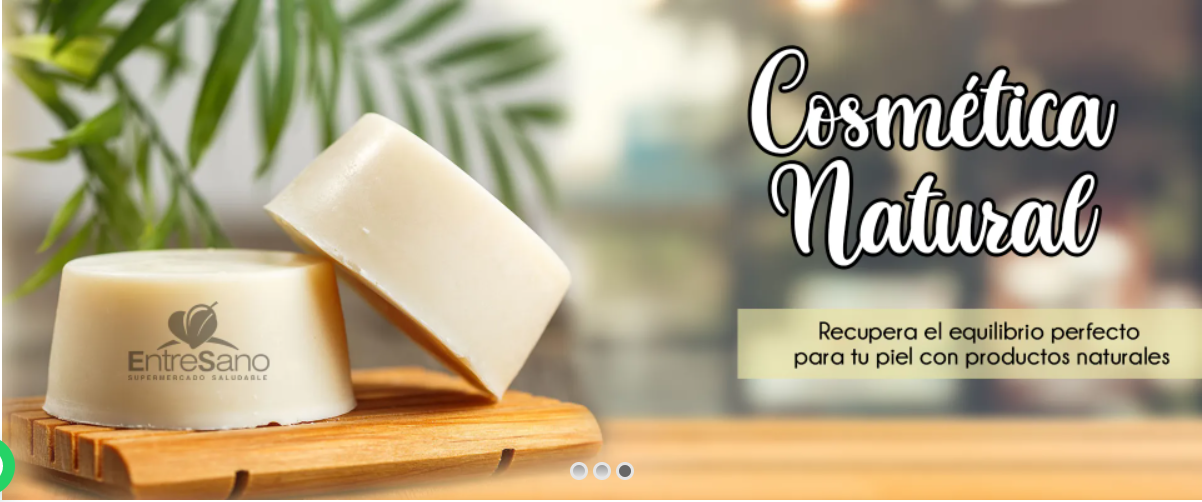 Cosmética
Natural
Recupera el equilibrio perfecto
para tu piel con productos naturales
EntreSano
SUPERMERCADO SALUDABLE